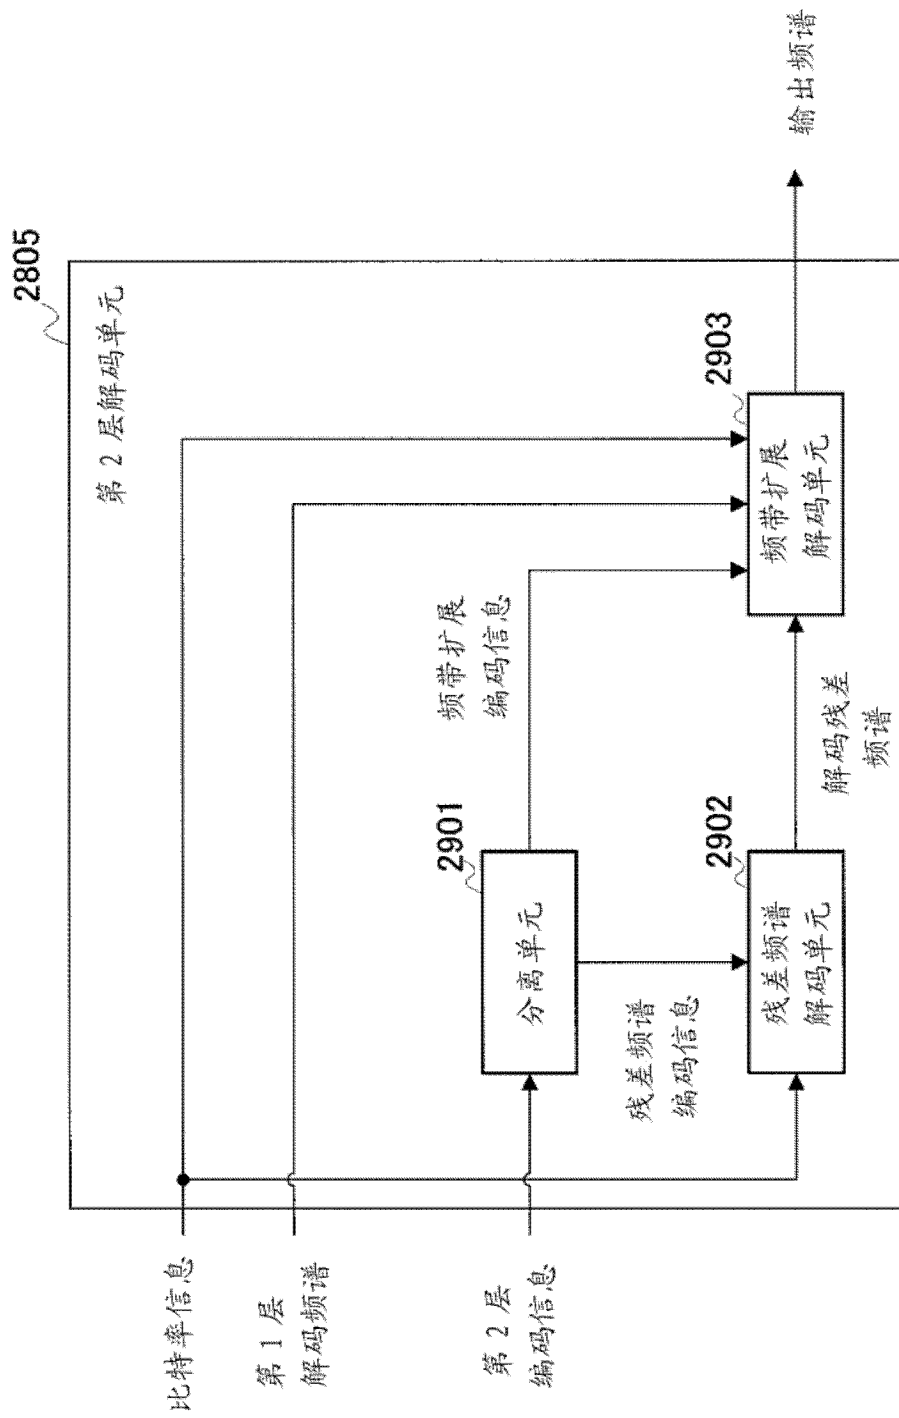 2805
第2层解码单元
比特率信息
第1层
解码频谱
第2层
编码信息
2901
分离单元
频带扩展
编码信息
残差频谱
编码信息
2902
残差频谱
解码单元
解码残差
频谱
2903
频带扩展
解码单元
输出频谱